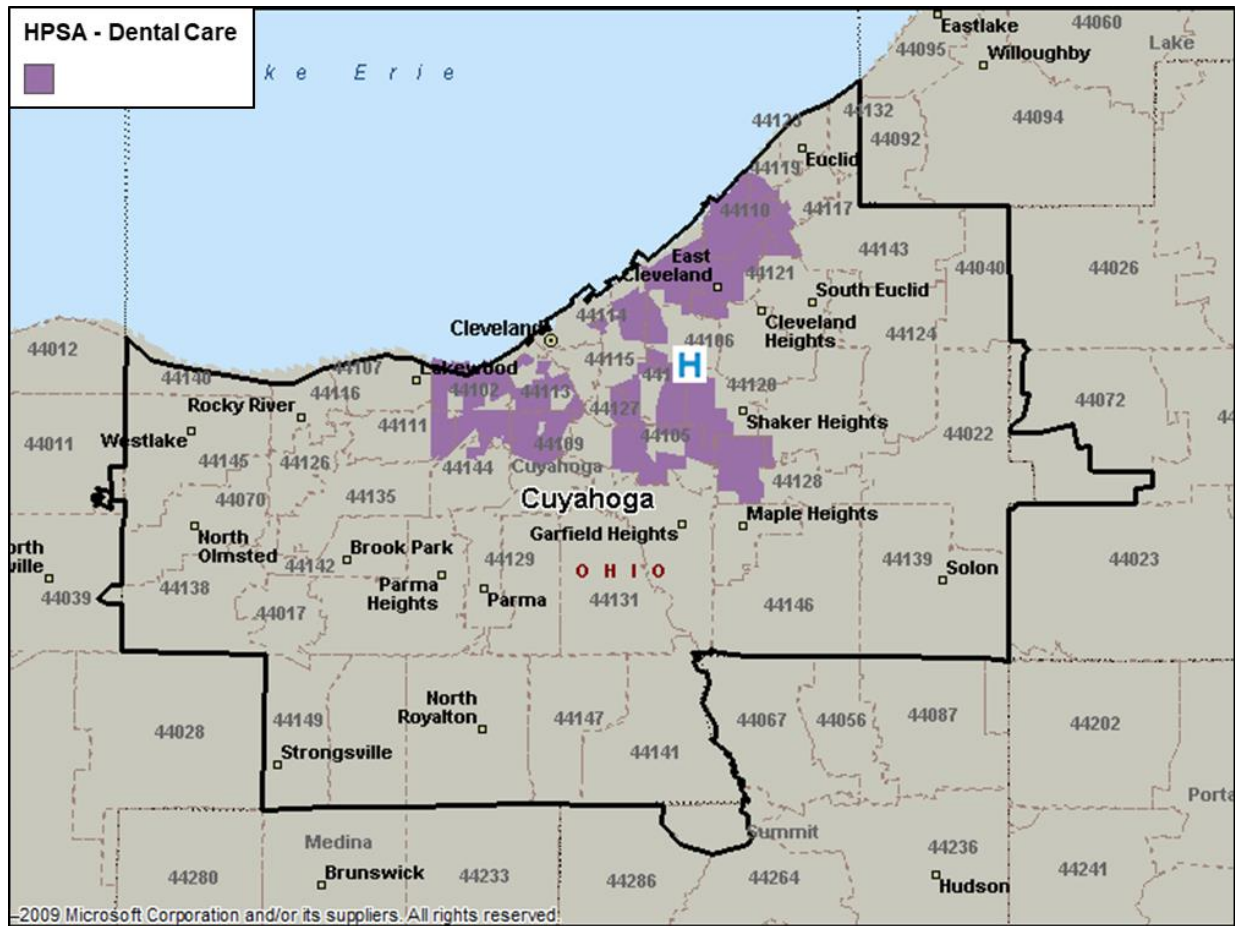 HPSA - Dental Care
ke Erie
Eastlake
44060
44095
Lake
Willoughby
44132
44094
44123
44092
Euclid
44119
44110
44117
44143
East
Cleveland
44121
44040
44026
South Euclid
44114
Cleveland
Cleveland
Heights
44106
44124
44012
44107
44115
44140
Lakewood
H
44116
44102
44113
44120
44072
Rocky River
44127
Shaker Heights
44011
Westlake
44111
44109
44105
44022
44145
44126
44144
Cuyahoga
44128
44070
44135
Cuyahoga
Maple Heights
North
Olmsted
Garfield Heights
orth
ville
Brook Park
44129
44139
44023
44142
OHIO
Solon
44039
44138
Parma
Heights
Parma
44131
44146
44017
North
Royalton
44028
44149
44147
44067
44056
44087
44202
Strongsville
44141
Porta
Medina
Summit
44236
44280
Brunswick
44233
44286
44264
Hudson
44241
2009 Microsoft Corporation and/or its suppliers. All rights reserved.